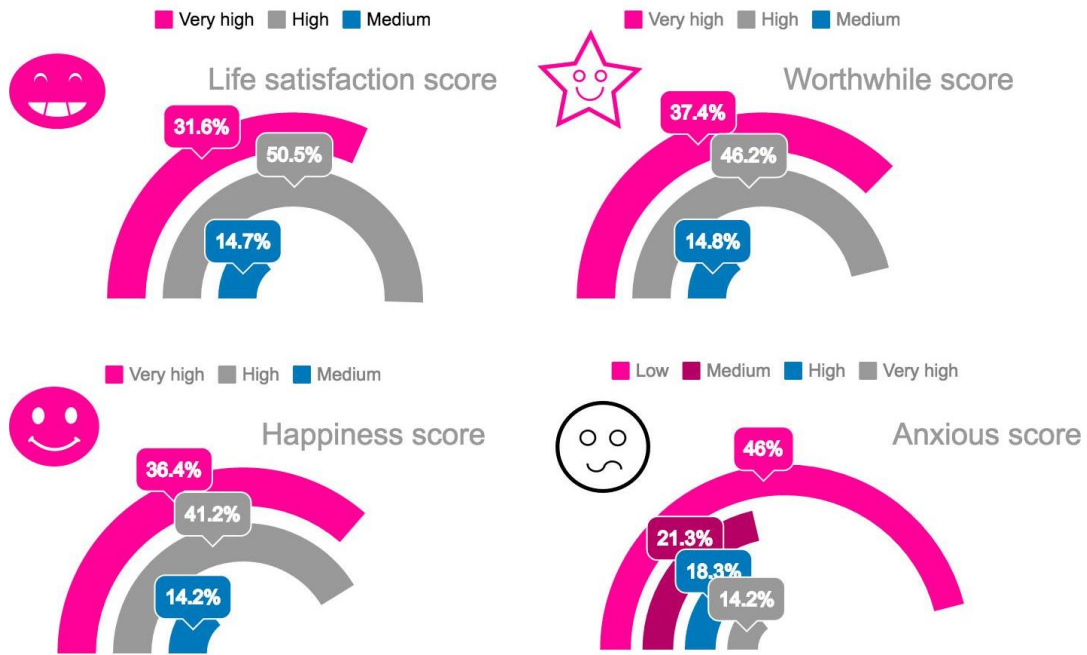 Very high High Medium
Life satisfaction score
31.6%
50.5%
14.7%
Very high High Medium
Worthwhile score
37.4%
46.2%
14.8%
Very high High Medium
Happiness score
36.4%
41.2%
14.2%
Low Medium High Very high
Anxious score
46%
21.3%
18.3%
14.2%